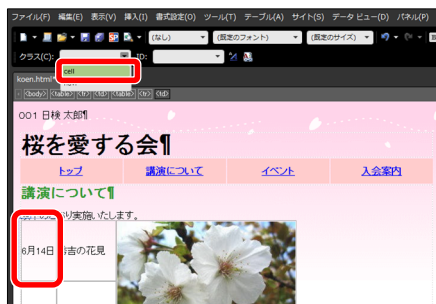 ファイル(F) 編集(E) 表示(V) 挿入(I) 書式設定(O) ツール(T) テーブル(A) サイト(S) データ ビュー(D) パネル(P)
(なし) (既定のフォント) (既定のサイズ)
クラス(C): ID:
cell
koen.html
<body> <table> <tr> <td> <table> <tr> <td>
001 日検 太郎¶
桜を愛する会¶
トップ 講演について イベント 入会案内
講演について¶
り実施いたします。
6月14日 吉の花見